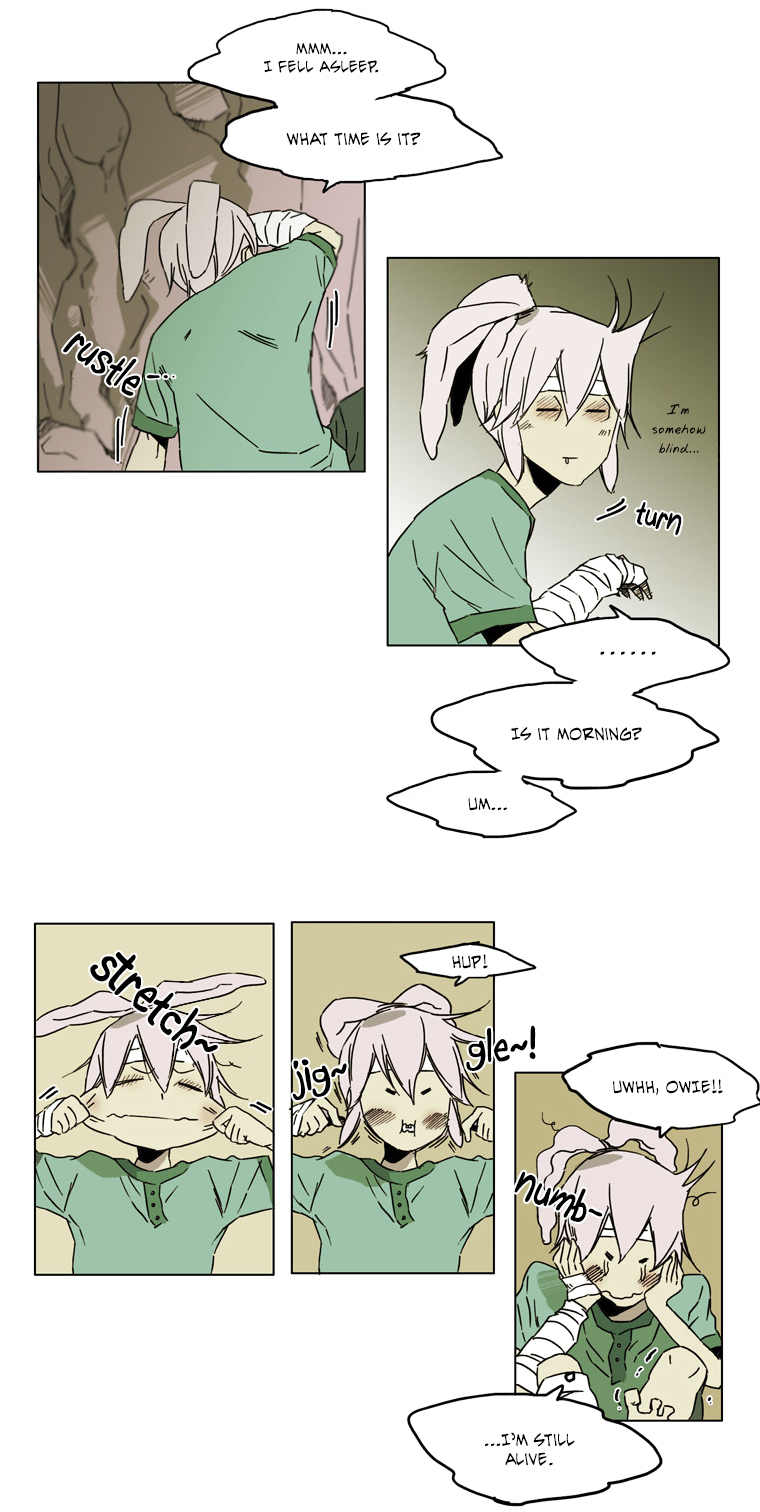 MMM...
I FELL ASLEEP.
WHAT TIME IS IT?
rustle
I'm
somehow
blind...
turn
......
IS IT MORNING?
UM...
stretch~
HUP!
jig~
gle~!
UWHH, OWIE!!
numb~
...I'M STILL
ALIVE.